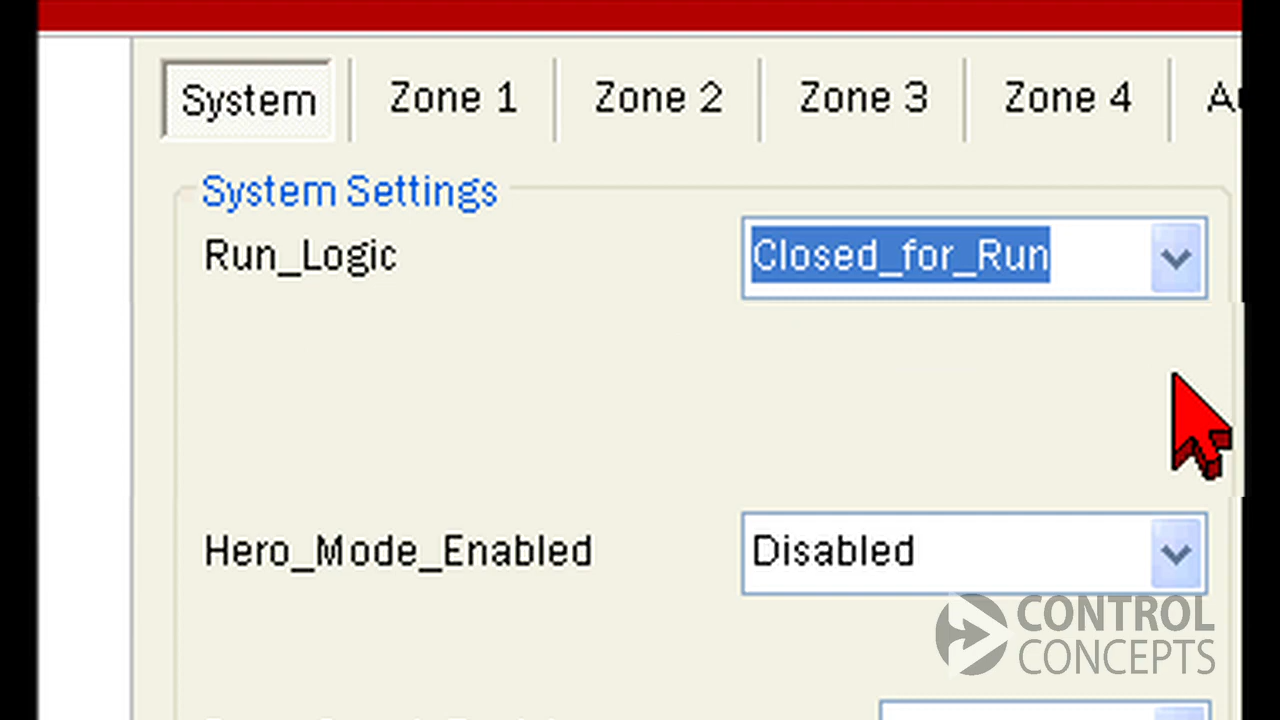 System Zone 1 Zone 2 Zone 3 Zone 4
System Settings
Run_Logic Closed_for_Run
Hero_Mode_Enabled Disabled
CONTROL
CONCEPTS